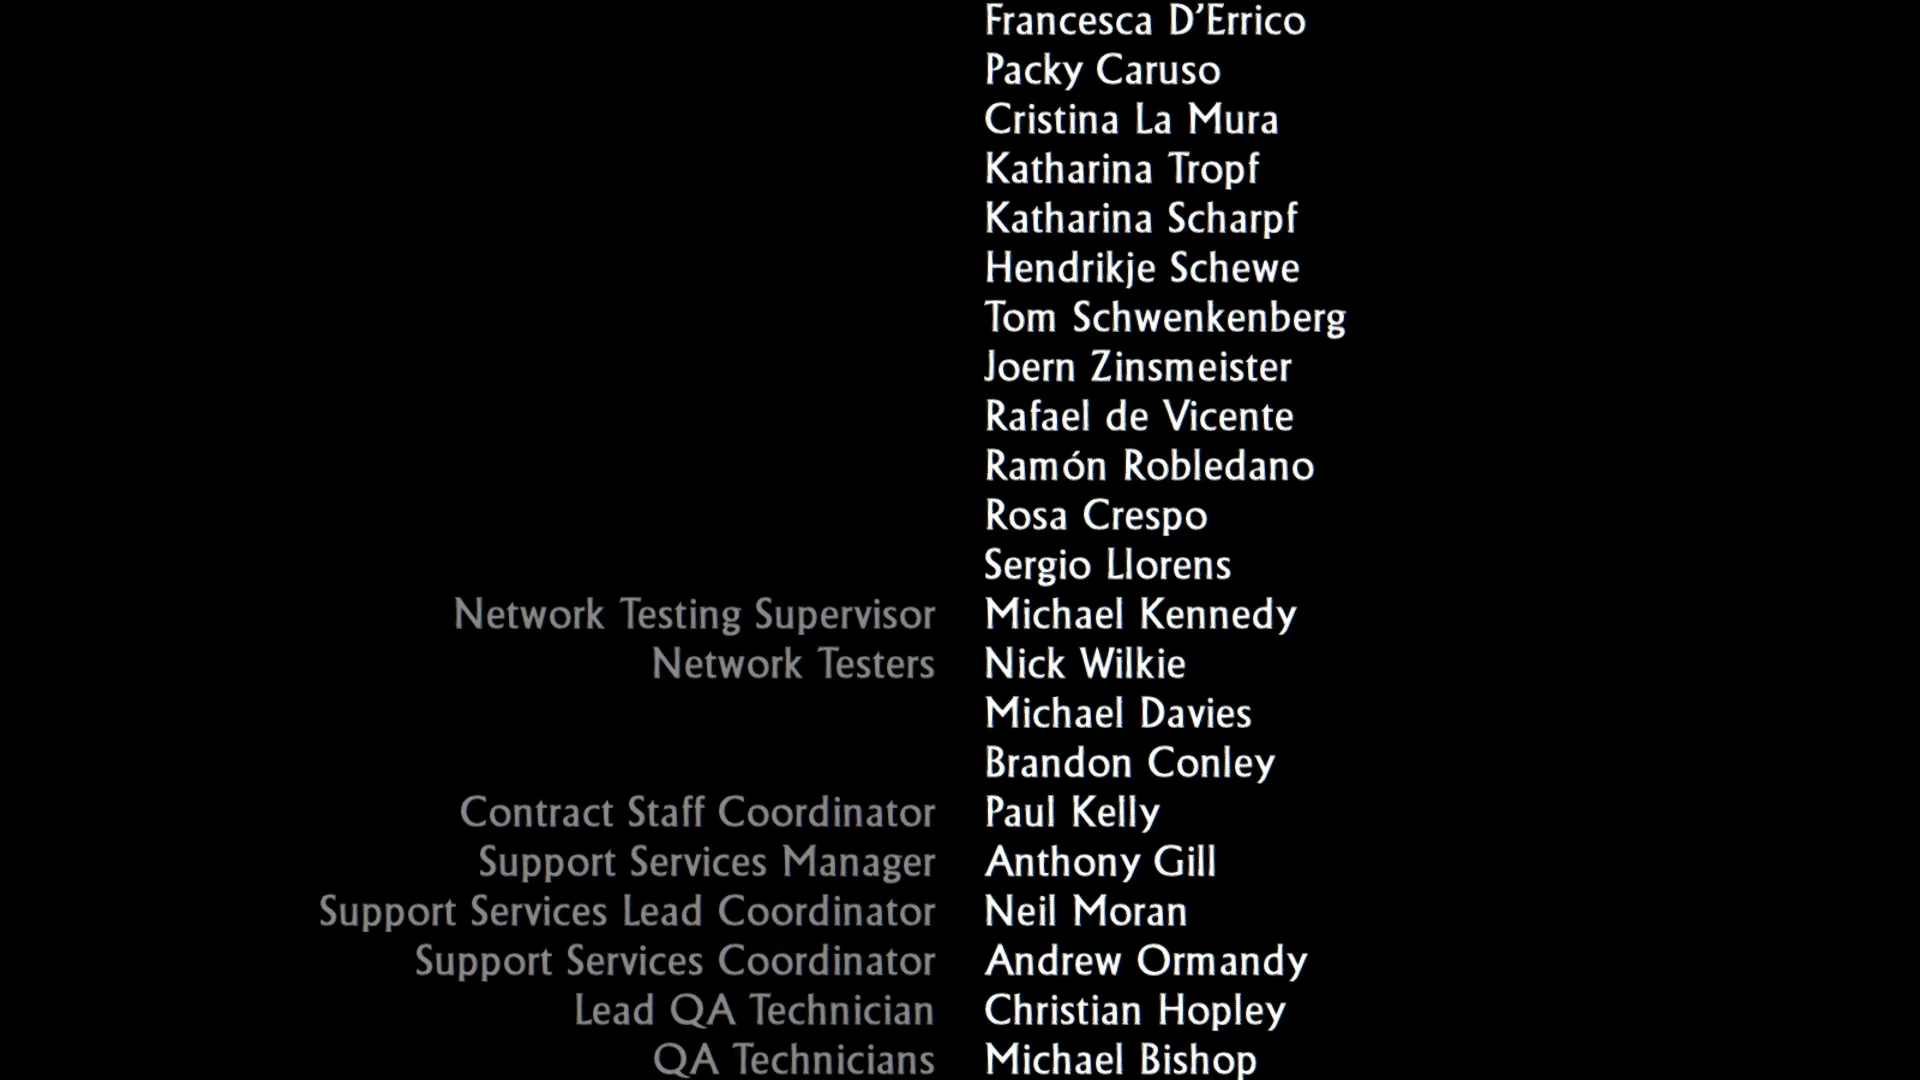 Francesca D'Errico
Packy Caruso
Cristina La Mura
Katharina Tropf
Katharina Scharpf
Hendrikje Schewe
Tom Schwenkenberg
Joern Zinsmeister
Rafael de Vicente
Ramón Robledano
Rosa Crespo
Sergio Llorens
Network Testing Supervisor Michael Kennedy
Network Testers Nick Wilkie
Michael Davies
Brandon Conley
Contract Staff Coordinator Paul Kelly
Support Services Manager Anthony Gill
Support Services Lead Coordinator Neil Moran
Support Services Coordinator Andrew Ormandy
Lead QA Technician Christian Hopley
QA Technicians Michael Bishop